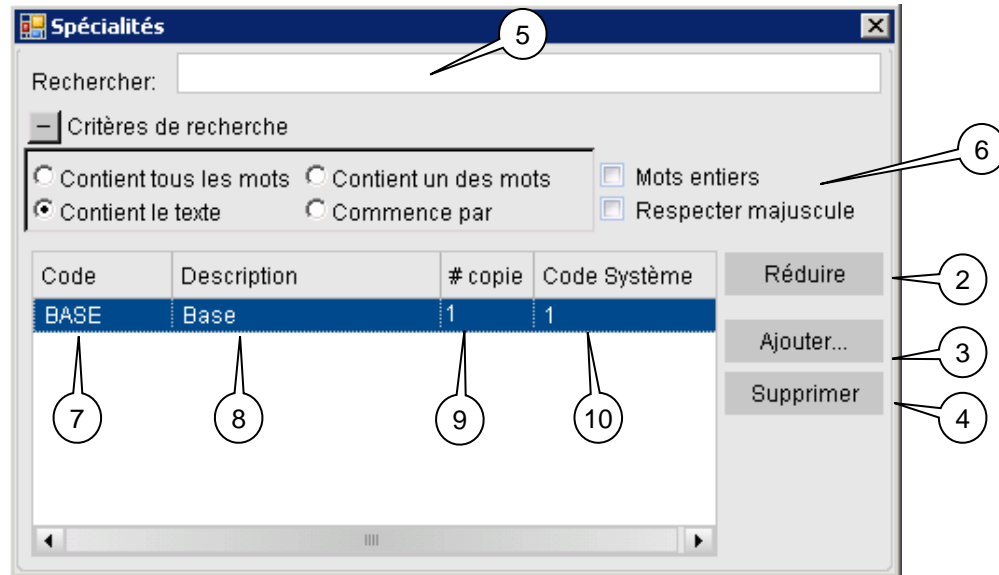 Spécialités
5
Rechercher:
– Critères de recherche
6
Contient tous les mots Contient un des mots Mots entiers
Contient le texte Commence par Respecter majuscule
Code Description # copie Code Système Réduire
2
BASE Base 1 1
Ajouter...
3
Supprimer
7 8 9 10 4